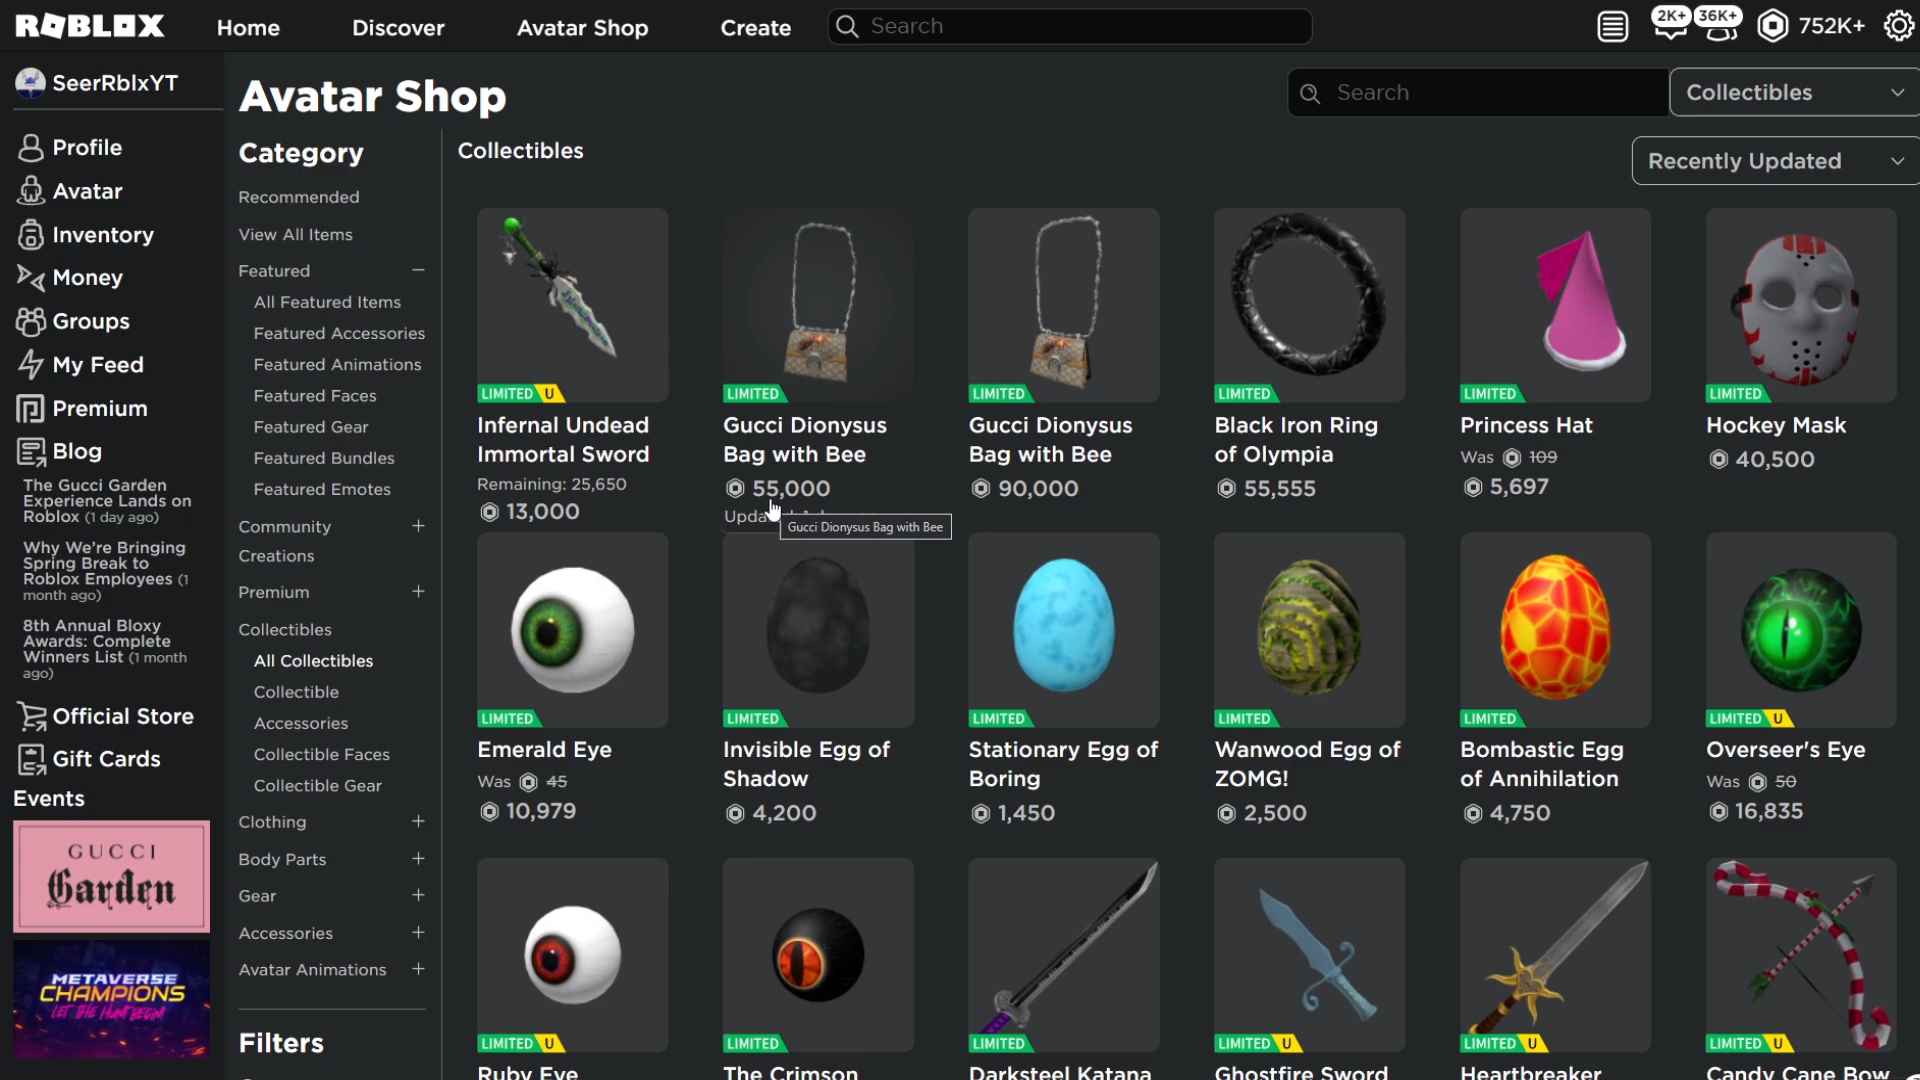 ROBLOX Home Discover Avatar Shop Create Search 2K+ 36K+ 752K+
SeerRblxYT
Profile
Avatar
Inventory
Money
Groups
My Feed
Premium
Blog
The Gucci Garden
Experience Lands on
Roblox (1 day ago)
Why We're Bringing
Spring Break to
Roblox Employees (1
month ago)
8th Annual Bloxy
Awards: Complete
Winners List (1 month
ago)
Official Store
Gift Cards
Events
GUCCI
Garden
METAVERSE
CHAMPIONS
LET THE HUNT BEGIN!
Avatar Shop
Search
Collectibles
Category
Recommended
View All Items
Featured −
All Featured Items
Featured Accessories
Featured Animations
Featured Faces
Featured Gear
Featured Bundles
Featured Emotes
Community +
Creations
Premium +
Collectibles
All Collectibles
Collectible
Accessories
Collectible Faces
Collectible Gear
Clothing +
Body Parts +
Gear +
Accessories +
Avatar Animations +
Filters
Collectibles
Recently Updated
LIMITED U
Infernal Undead
Immortal Sword
Remaining: 25,650
13,000
LIMITED
Gucci Dionysus
Bag with Bee
55,000
Gucci Dionysus Bag with Bee
LIMITED
Gucci Dionysus
Bag with Bee
90,000
LIMITED
Black Iron Ring
of Olympia
55,555
LIMITED
Princess Hat
Was 109
5,697
LIMITED
Hockey Mask
40,500
LIMITED
Emerald Eye
Was 45
10,979
LIMITED
Invisible Egg of
Shadow
4,200
LIMITED
Stationary Egg of
Boring
1,450
LIMITED
Wanwood Egg of
ZOMG!
2,500
LIMITED
Bombastic Egg
of Annihilation
4,750
LIMITED U
Overseer's Eye
Was 50
16,835
LIMITED U
Ruby Eye
LIMITED
The Crimson
LIMITED
Darksteel Katana
LIMITED U
Ghostfire Sword
LIMITED U
Heartbreaker
LIMITED U
Candy Cane Bow